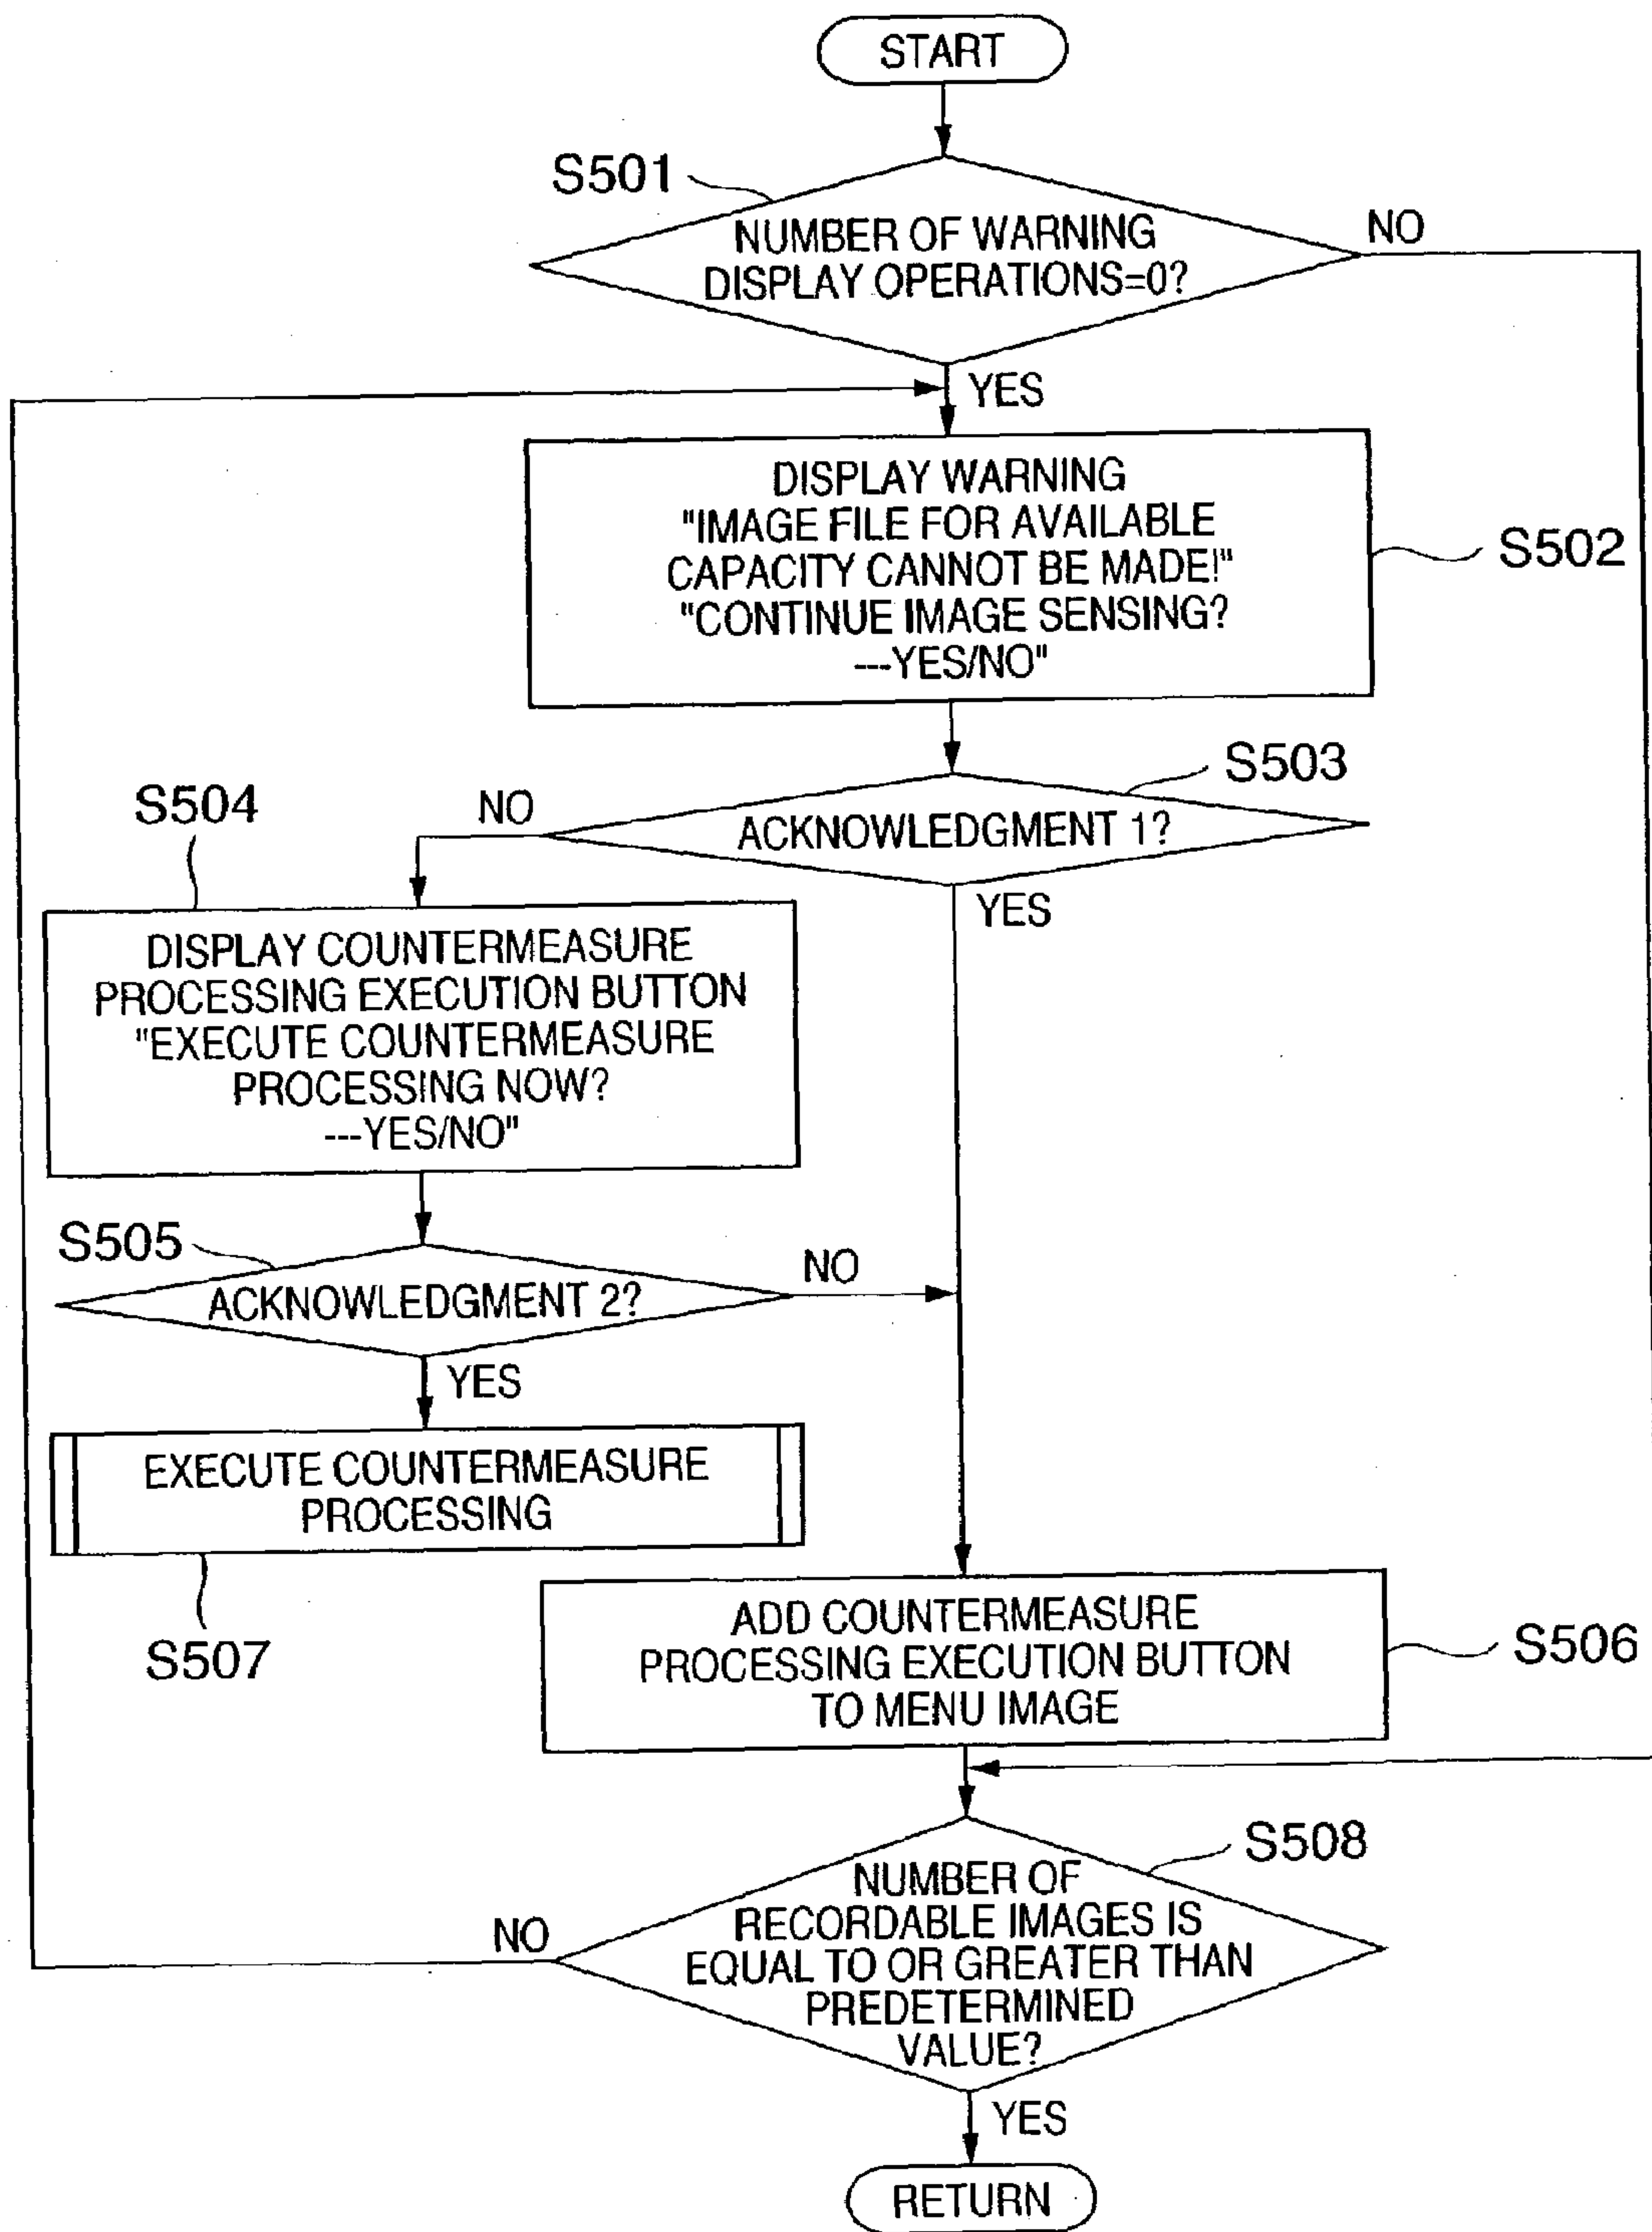 START
S501
NUMBER OF WARNING
DISPLAY OPERATIONS=0?
NO
YES
DISPLAY WARNING
"IMAGE FILE FOR AVAILABLE
CAPACITY CANNOT BE MADE!"
"CONTINUE IMAGE SENSING?
---YES/NO"
S502
S503
ACKNOWLEDGMENT 1?
NO
YES
S504
DISPLAY COUNTERMEASURE
PROCESSING EXECUTION BUTTON
"EXECUTE COUNTERMEASURE
PROCESSING NOW?
---YES/NO"
S505
ACKNOWLEDGMENT 2?
NO
YES
EXECUTE COUNTERMEASURE
PROCESSING
S507
ADD COUNTERMEASURE
PROCESSING EXECUTION BUTTON
TO MENU IMAGE
S506
S508
NUMBER OF
RECORDABLE IMAGES IS
EQUAL TO OR GREATER THAN
PREDETERMINED
VALUE?
NO
YES
RETURN